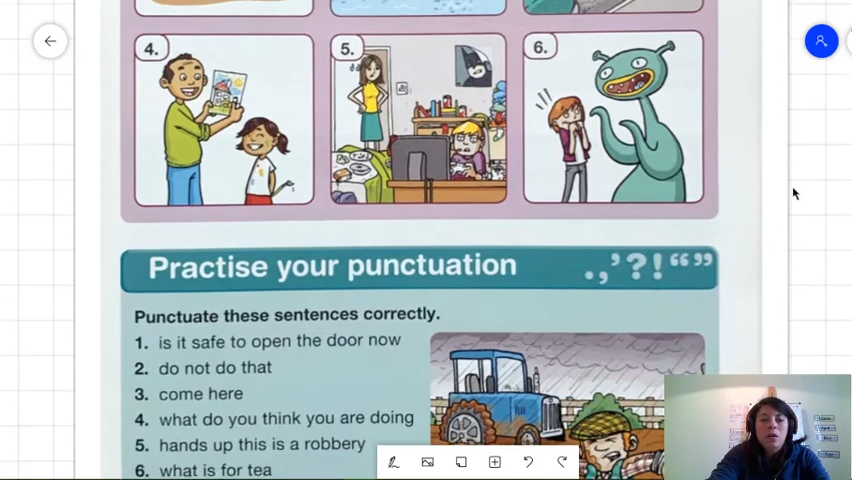 4.
5.
6.
Practise your punctuation . , ’ ? ! “ ”
Punctuate these sentences correctly.
1. is it safe to open the door now
2. do not do that
3. come here
4. what do you think you are doing
5. hands up this is a robbery
6. what is for tea